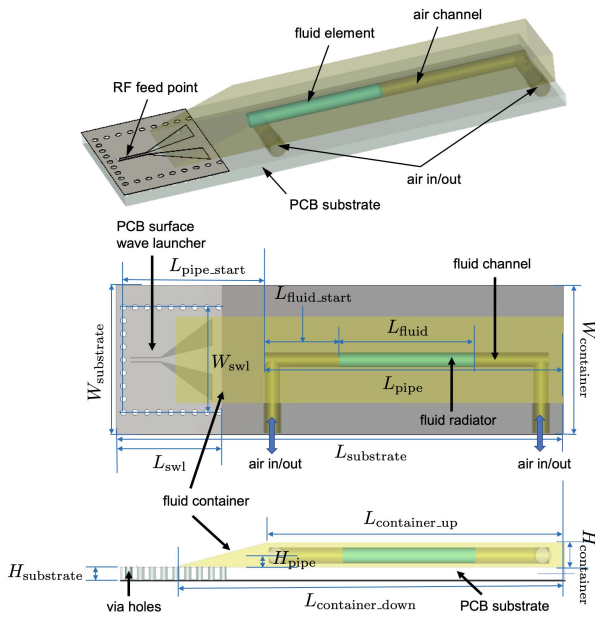 air channel
fluid element
RF feed point
air in/out
PCB substrate
PCB surface
wave launcher
L_pipe_start
fluid channel
L_fluid_start
L_fluid
W_substrate
W_swl
W_container
L_pipe
fluid radiator
L_swl
air in/out
L_substrate
air in/out
fluid container
L_container_up
H_pipe
H_container
H_substrate
via holes
L_container_down
PCB substrate